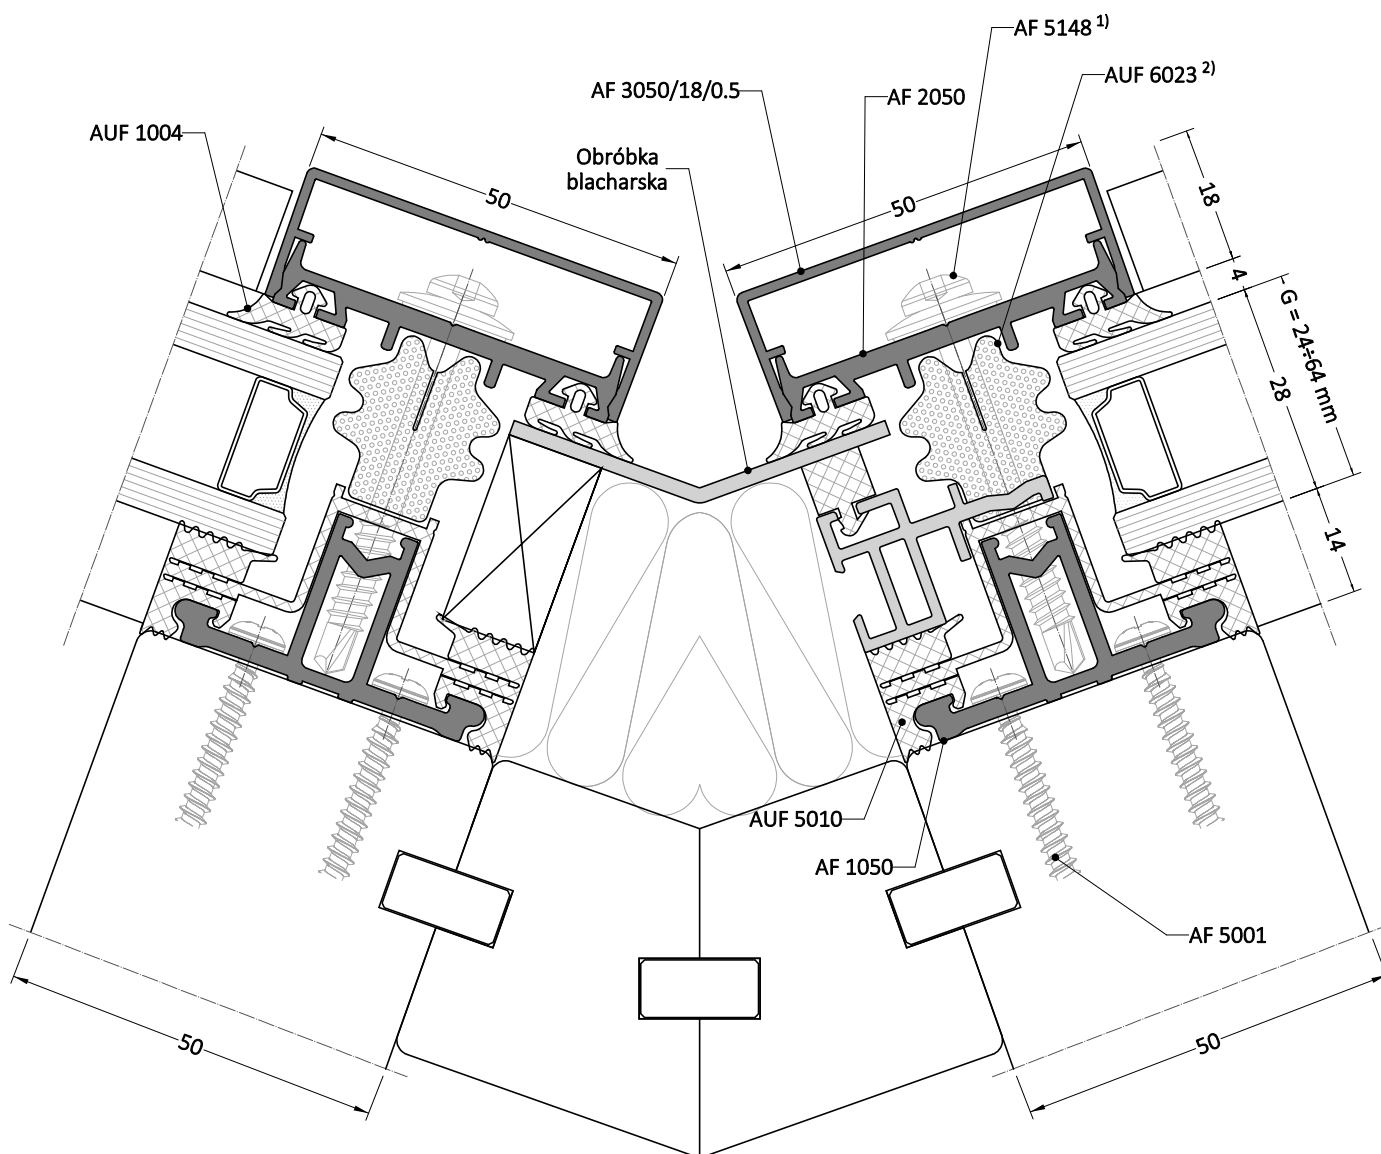 AF 5148 1)
AUF 6023 2)
AF 3050/18/0.5
AF 2050
AUF 1004
Obróbka
blacharska
50
50
18
4
G = 24÷64 mm
28
14
AUF 5010
AF 1050
AF 5001
50
50